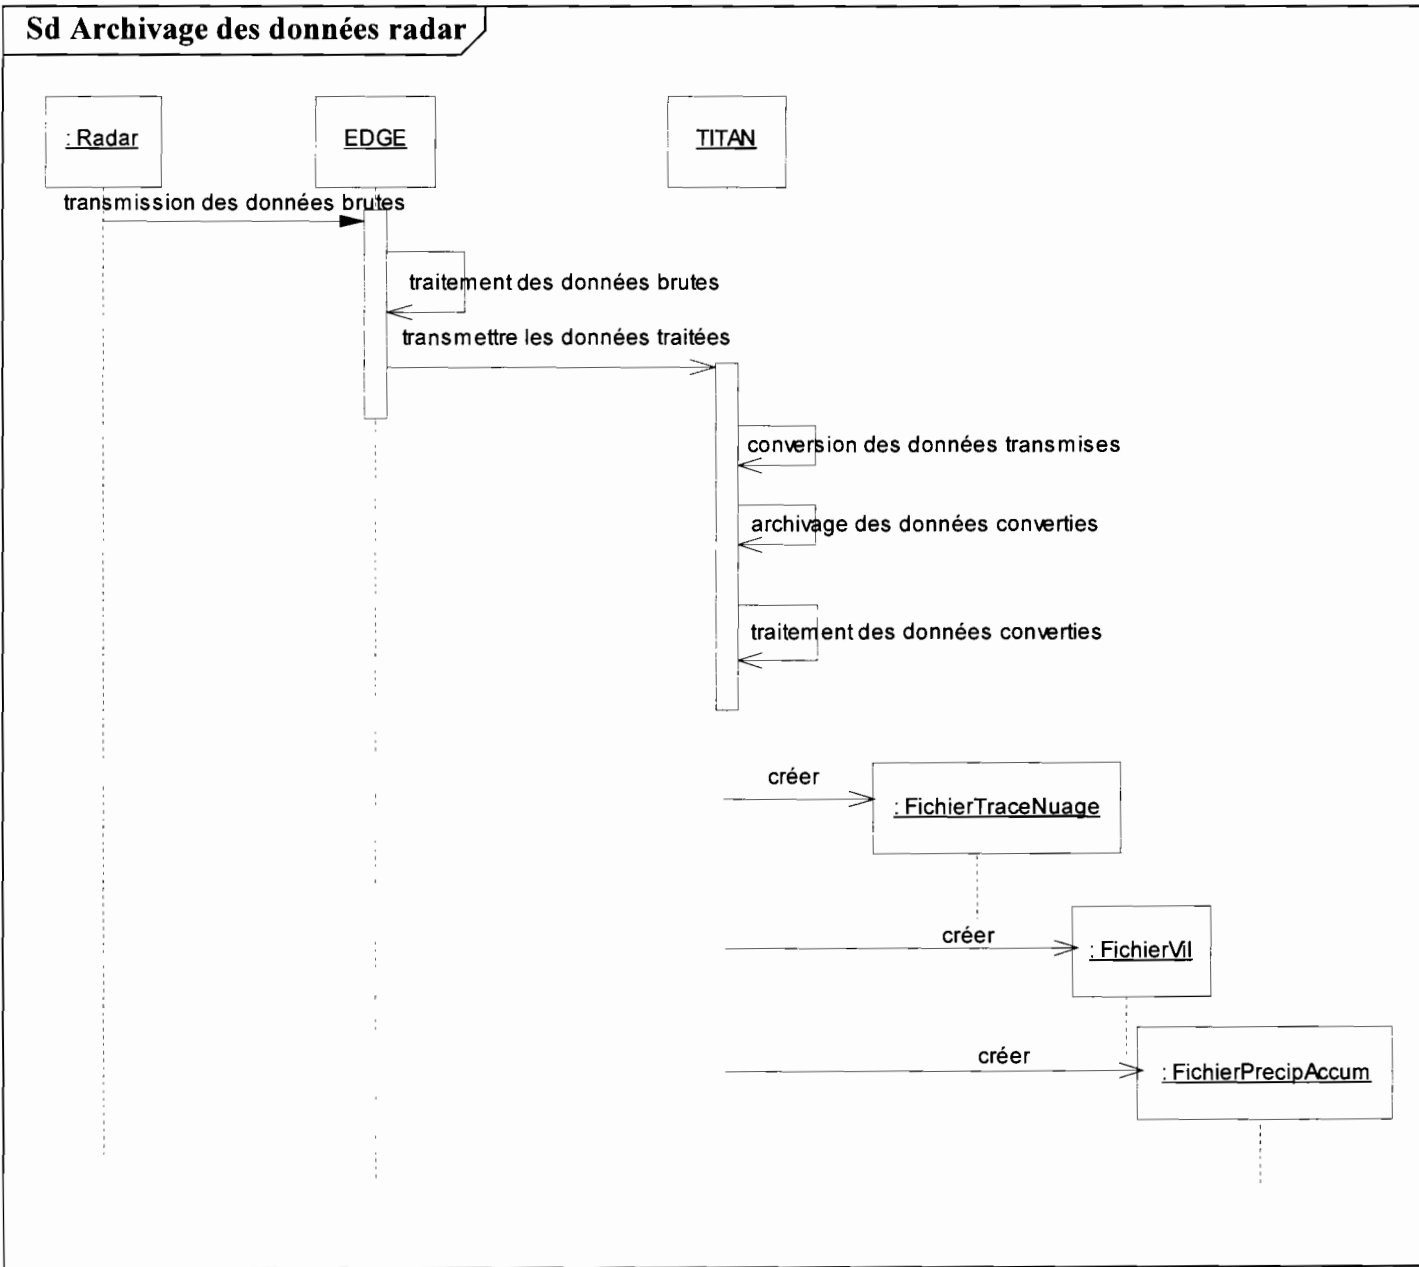 Sd Archivage des données radar
: Radar
EDGE
TITAN
transmission des données brutes
traitement des données brutes
transmettre les données traitées
conversion des données transmises
archivage des données converties
traitement des données converties
créer
: FichierTraceNuage
créer
: FichierVil
créer
: FichierPrecipAccum